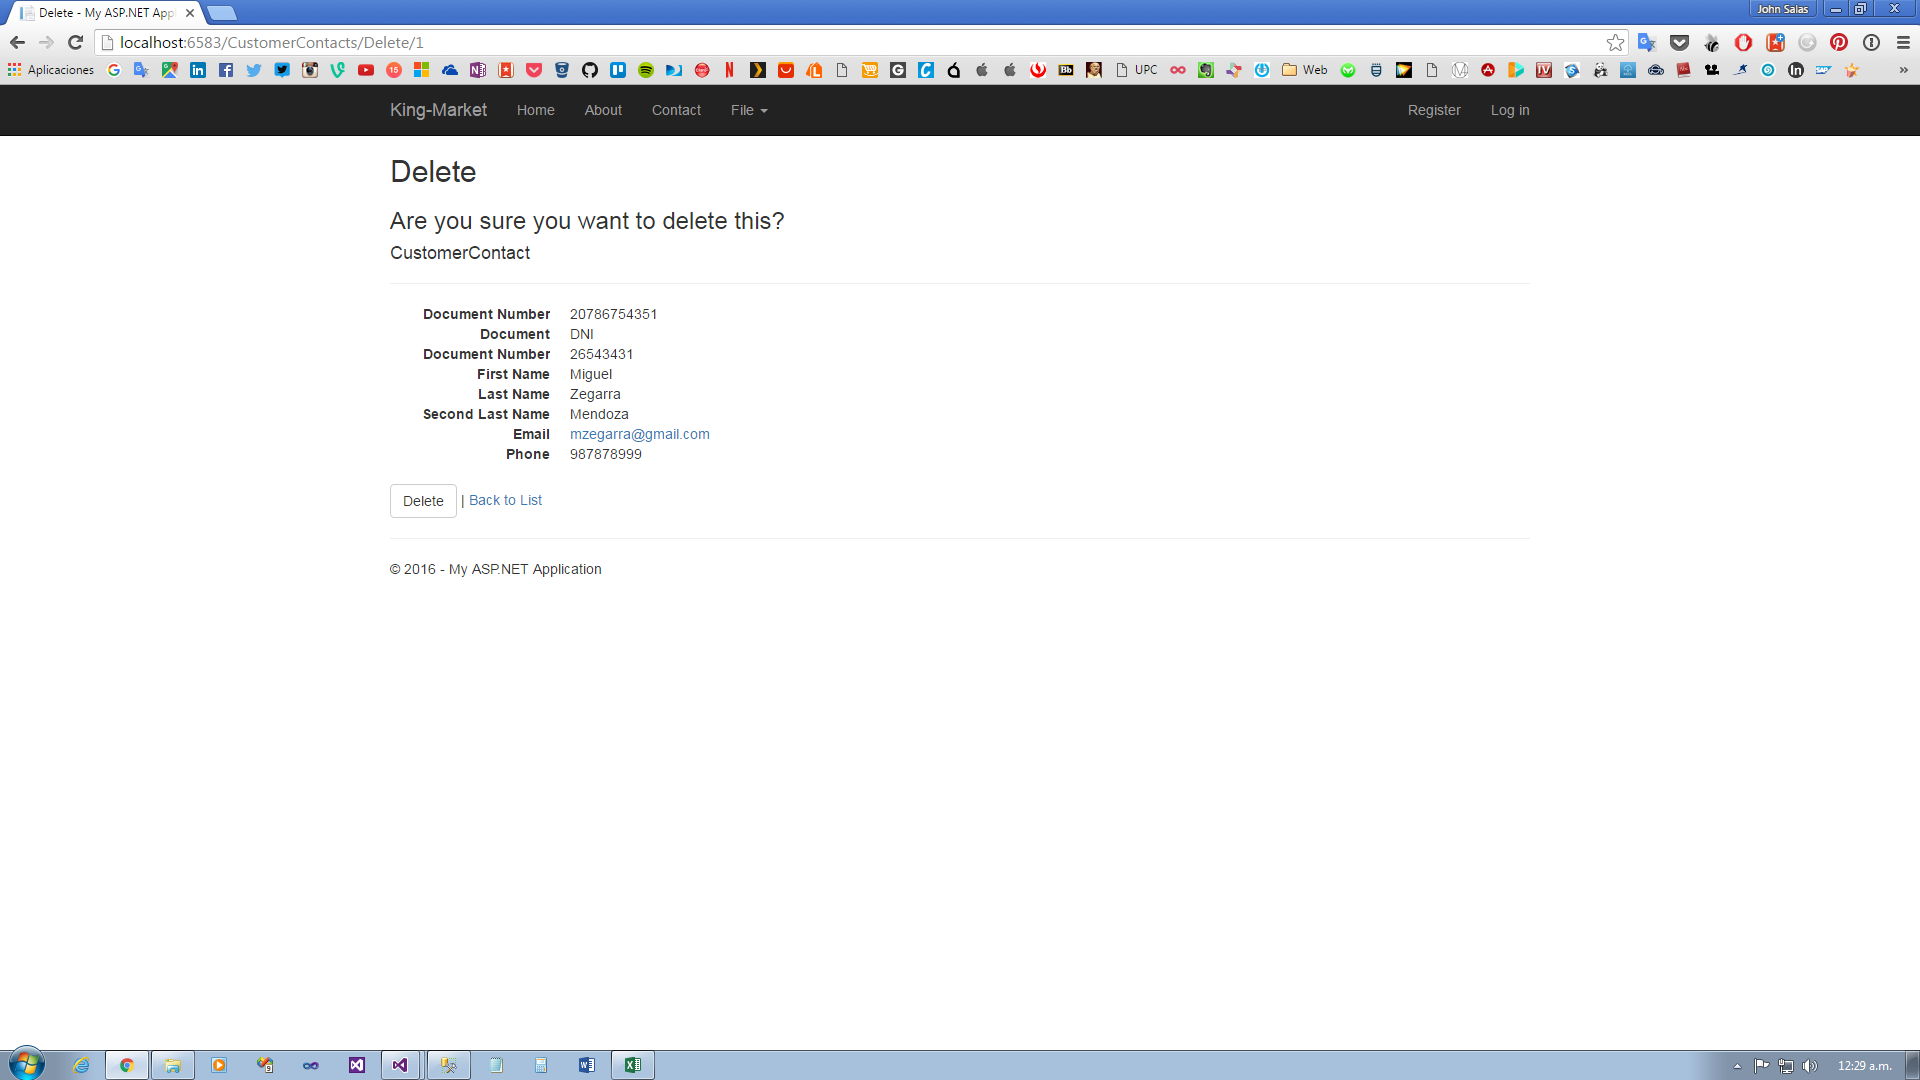 Delete - My ASP.NET App
John Salas
localhost:6583/CustomerContacts/Delete/1
Aplicaciones
UPC
Web
King-Market Home About Contact File Register Log in
Delete
Are you sure you want to delete this?
CustomerContact
Document Number 20786754351
Document DNI
Document Number 26543431
First Name Miguel
Last Name Zegarra
Second Last Name Mendoza
Email mzegarra@gmail.com
Phone 987878999
Delete | Back to List
© 2016 - My ASP.NET Application
12:29 a.m.